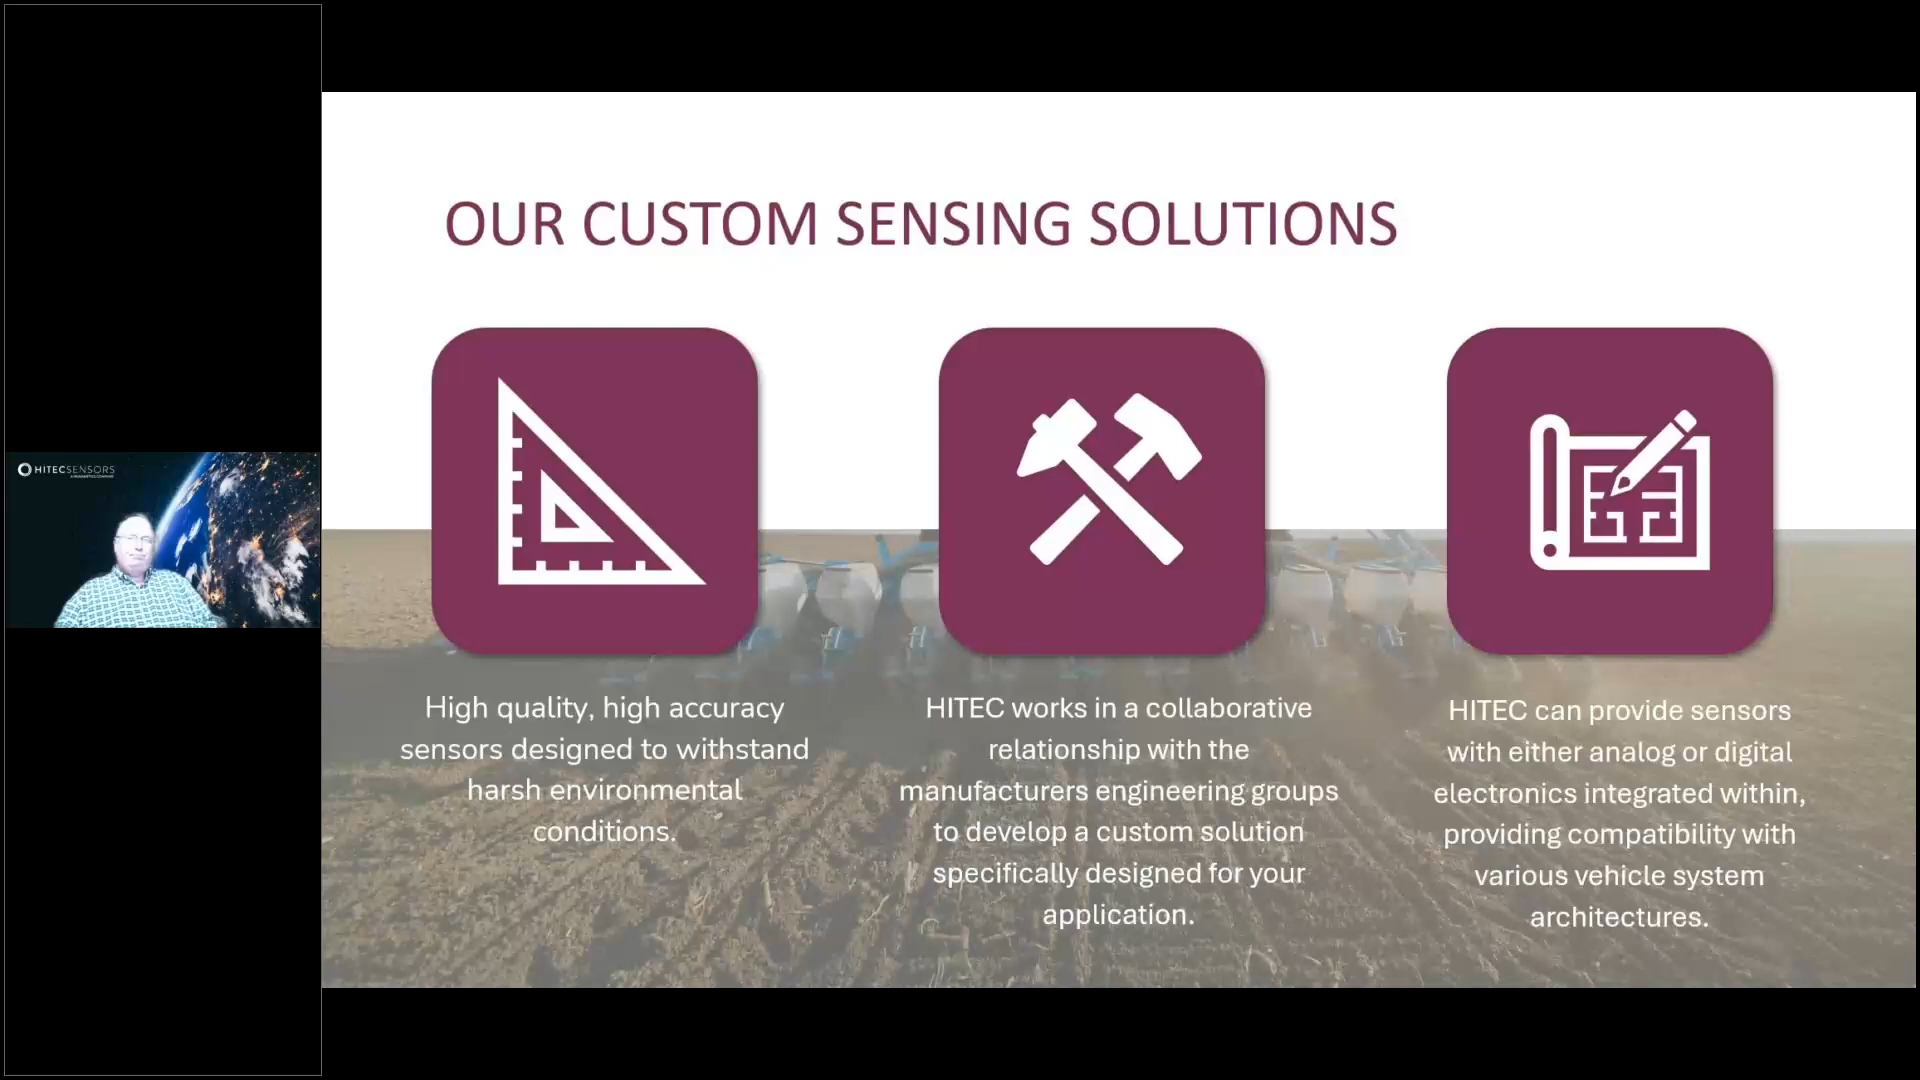 HITECSENSORS
OUR CUSTOM SENSING SOLUTIONS
High quality, high accuracy
sensors designed to withstand
harsh environmental
conditions.
HITEC works in a collaborative
relationship with the
manufacturers engineering groups
to develop a custom solution
specifically designed for your
application.
HITEC can provide sensors
with either analog or digital
electronics integrated within,
providing compatibility with
various vehicle system
architectures.